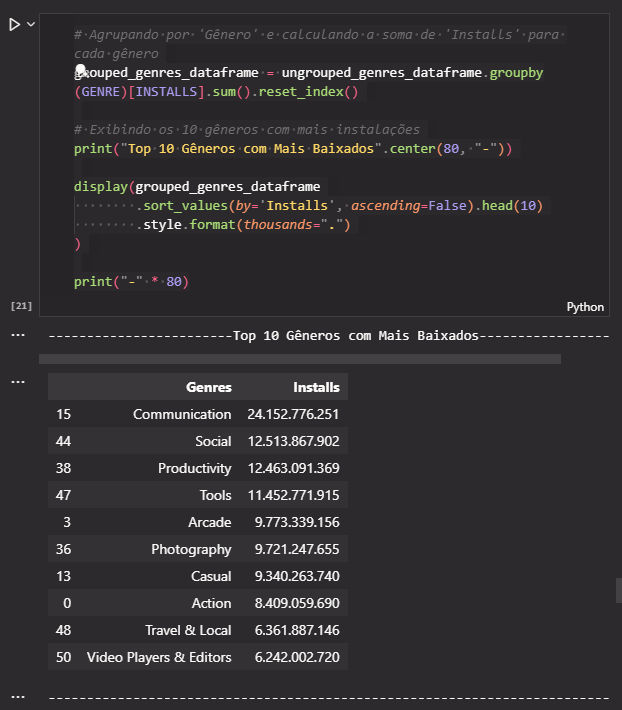 # Agrupando por 'Gênero' e calculando a soma de 'Installs' para
cada gênero
grouped_genres_dataframe = ungrouped_genres_dataframe.groupby
(GENRE)[INSTALLS].sum().reset_index()
# Exibindo os 10 gêneros com mais instalações
print("Top 10 Gêneros com Mais Baixados".center(80, "-"))
display(grouped_genres_dataframe
.sort_values(by='Installs', ascending=False).head(10)
.style.format(thousands=".")
)
print("-" * 80)
[21]
Python
... ------------------------Top 10 Gêneros com Mais Baixados-----------------
...
Genres Installs
15 Communication 24.152.776.251
44 Social 12.513.867.902
38 Productivity 12.463.091.369
47 Tools 11.452.771.915
3 Arcade 9.773.339.156
36 Photography 9.721.247.655
13 Casual 9.340.263.740
0 Action 8.409.059.690
48 Travel & Local 6.361.887.146
50 Video Players & Editors 6.242.002.720
... -------------------------------------------------------------------------